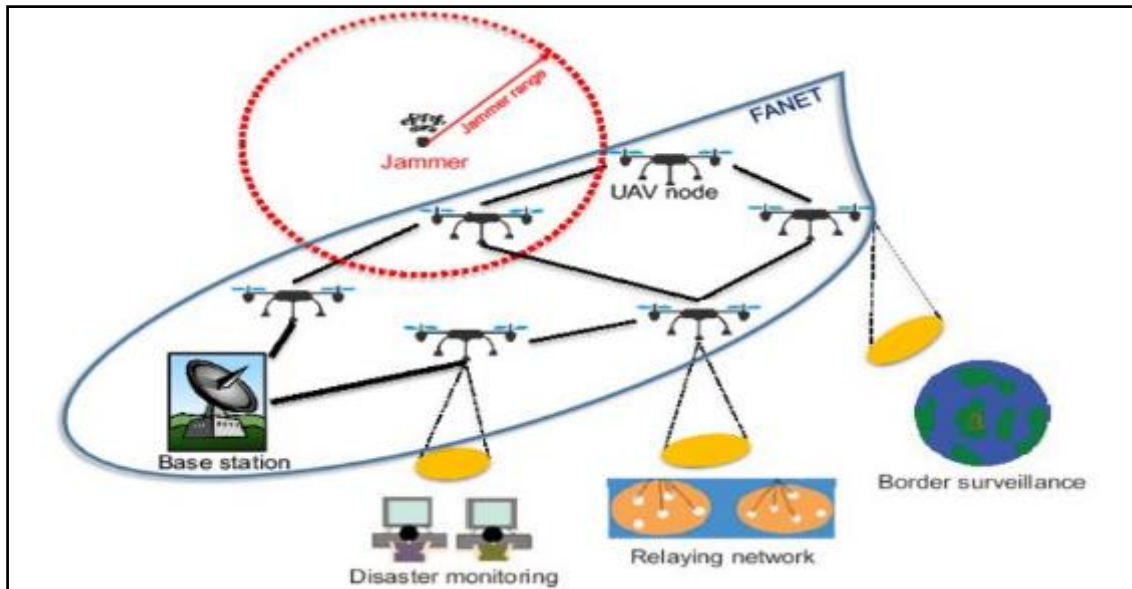 Jammer range
Jammer
FANET
UAV node
Base station
Border surveillance
Relaying network
Disaster monitoring